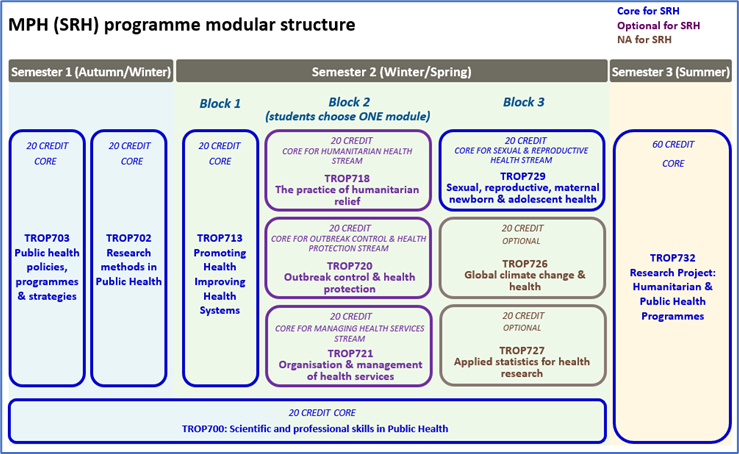 MPH (SRH) programme modular structure
Core for SRH
Optional for SRH
NA for SRH
Semester 1 (Autumn/Winter)
Semester 2 (Winter/Spring)
Semester 3 (Summer)
Block 1
Block 2
(students choose ONE module)
Block 3
20 CREDIT
CORE
TROP703
Public health
policies,
programmes
& strategies
20 CREDIT
CORE
TROP702
Research
methods in
Public Health
20 CREDIT
CORE
TROP713
Promoting
Health
Improving
Health
Systems
20 CREDIT
CORE FOR HUMANITARIAN HEALTH
STREAM
TROP718
The practice of humanitarian
relief
20 CREDIT
CORE FOR OUTBREAK CONTROL & HEALTH
PROTECTION STREAM
TROP720
Outbreak control & health
protection
20 CREDIT
CORE FOR MANAGING HEALTH SERVICES
STREAM
TROP721
Organisation & management
of health services
20 CREDIT
CORE FOR SEXUAL & REPRODUCTIVE
HEALTH STREAM
TROP729
Sexual, reproductive, maternal
newborn & adolescent health
20 CREDIT
OPTIONAL
TROP726
Global climate change &
health
20 CREDIT
OPTIONAL
TROP727
Applied statistics for health
research
60 CREDIT
CORE
TROP732
Research Project:
Humanitarian &
Public Health
Programmes
20 CREDIT CORE
TROP700: Scientific and professional skills in Public Health